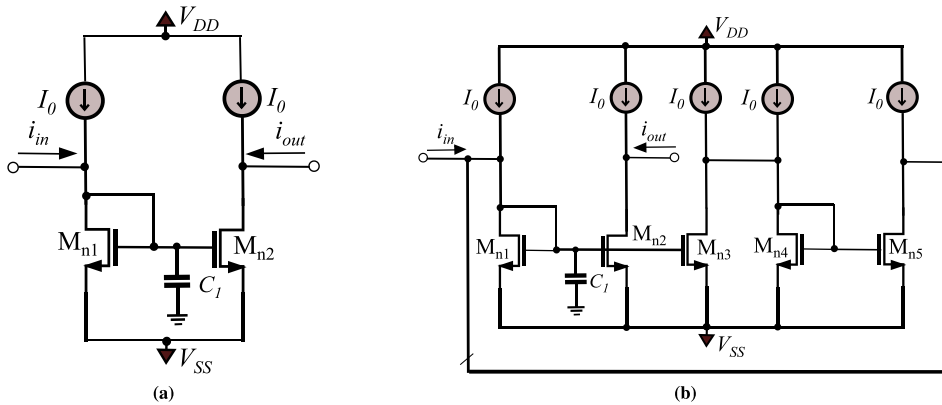 V_DD
I_0 I_0
i_in i_out
M_n1 M_n2
C_1
V_SS
(a)
V_DD
I_0 I_0 I_0 I_0 I_0
i_in i_out
M_n1 M_n2 M_n3 M_n4 M_n5
C_1
V_SS
(b)